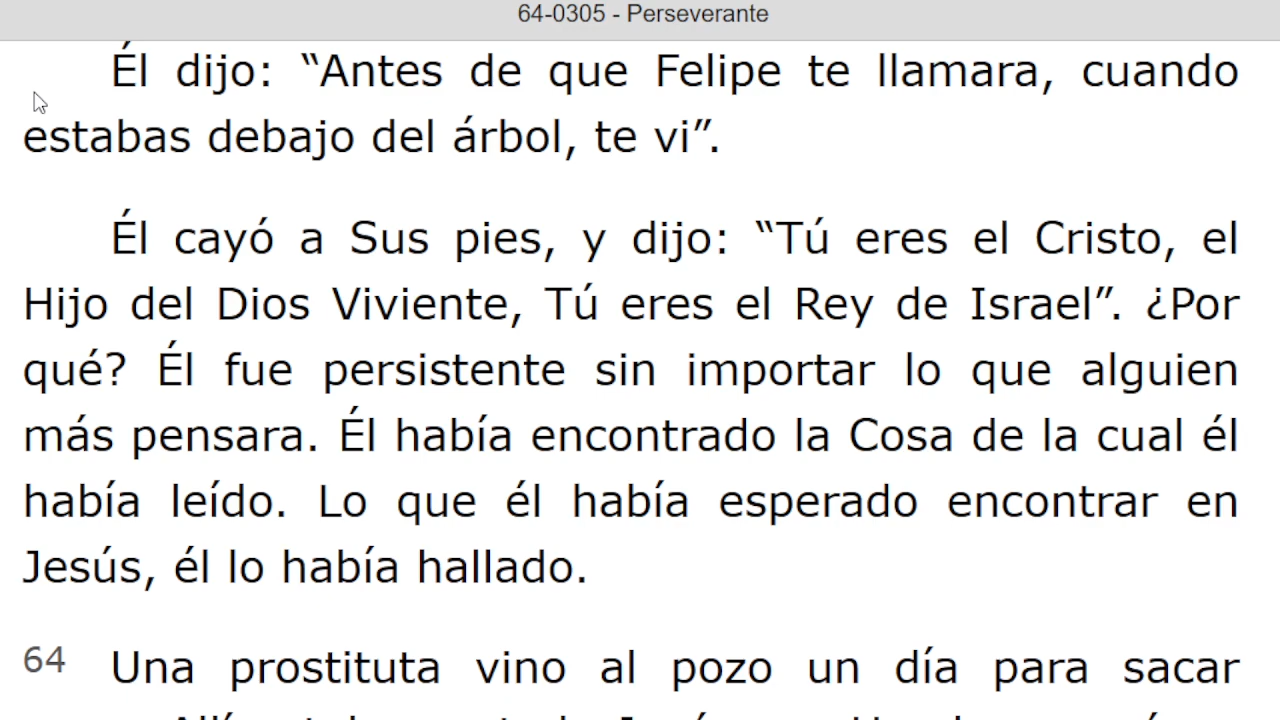 64-0305 - Perseverante
Él dijo: “Antes de que Felipe te llamara, cuando
estabas debajo del árbol, te vi”.
Él cayó a Sus pies, y dijo: “Tú eres el Cristo, el
Hijo del Dios Viviente, Tú eres el Rey de Israel”. ¿Por
qué? Él fue persistente sin importar lo que alguien
más pensara. Él había encontrado la Cosa de la cual él
había leído. Lo que él había esperado encontrar en
Jesús, él lo había hallado.
64 Una prostituta vino al pozo un día para sacar